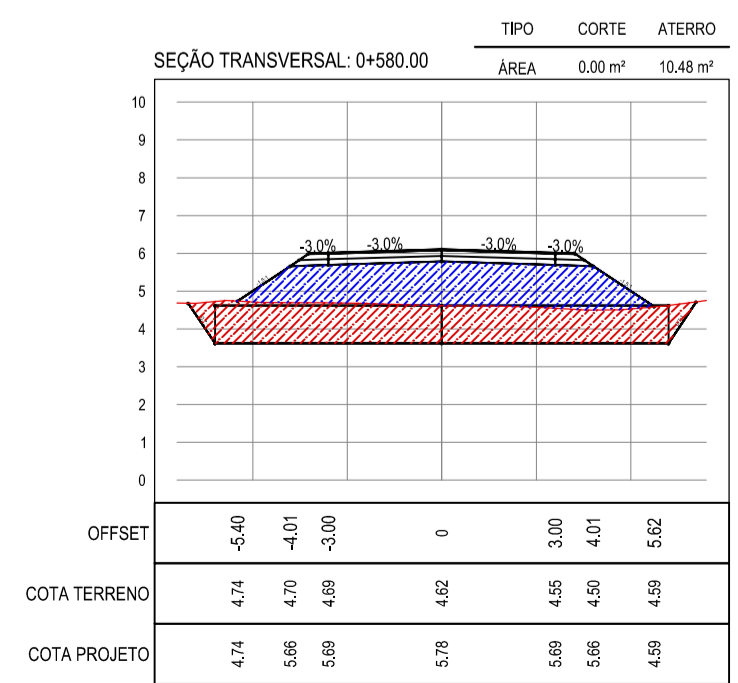 TIPO CORTE ATERRO
SEÇÃO TRANSVERSAL: 0+580.00
ÁREA 0.00 m² 10.48 m²
10
9
8
7
6
5
4
3
2
1
0
-3.0% -3.0% -3.0% -3.0%
OFFSET -5.40 -4.01 -3.00 0 3.00 4.01 5.62
COTA TERRENO 4.74 4.70 4.69 4.62 4.55 4.50 4.59
COTA PROJETO 4.74 5.66 5.69 5.78 5.69 5.66 4.59